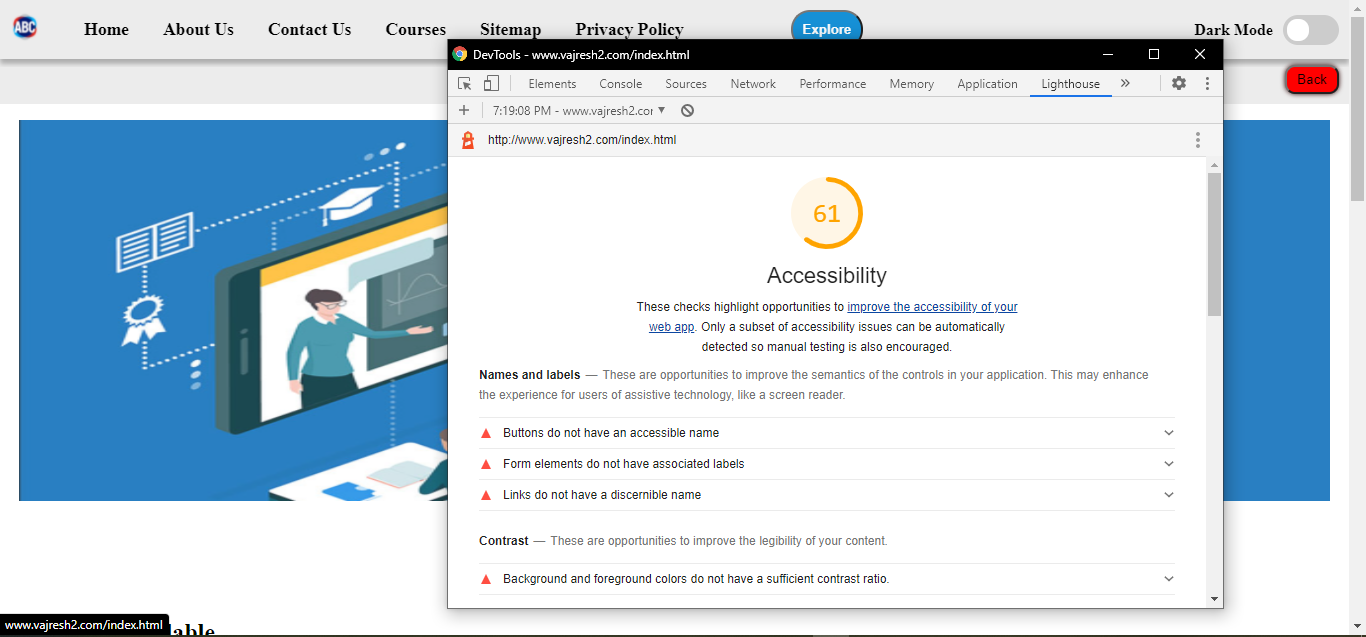 ABC Home About Us Contact Us Courses Sitemap Privacy Policy Explore Dark Mode
DevTools - www.vajresh2.com/index.html
Back
Elements Console Sources Network Performance Memory Application Lighthouse »
+ 7:19:08 PM - www.vajresh2.cor
http://www.vajresh2.com/index.html
61
Accessibility
These checks highlight opportunities to improve the accessibility of your
web app. Only a subset of accessibility issues can be automatically
detected so manual testing is also encouraged.
Names and labels — These are opportunities to improve the semantics of the controls in your application. This may enhance
the experience for users of assistive technology, like a screen reader.
Buttons do not have an accessible name
Form elements do not have associated labels
Links do not have a discernible name
Contrast — These are opportunities to improve the legibility of your content.
Background and foreground colors do not have a sufficient contrast ratio.
www.vajresh2.com/index.html